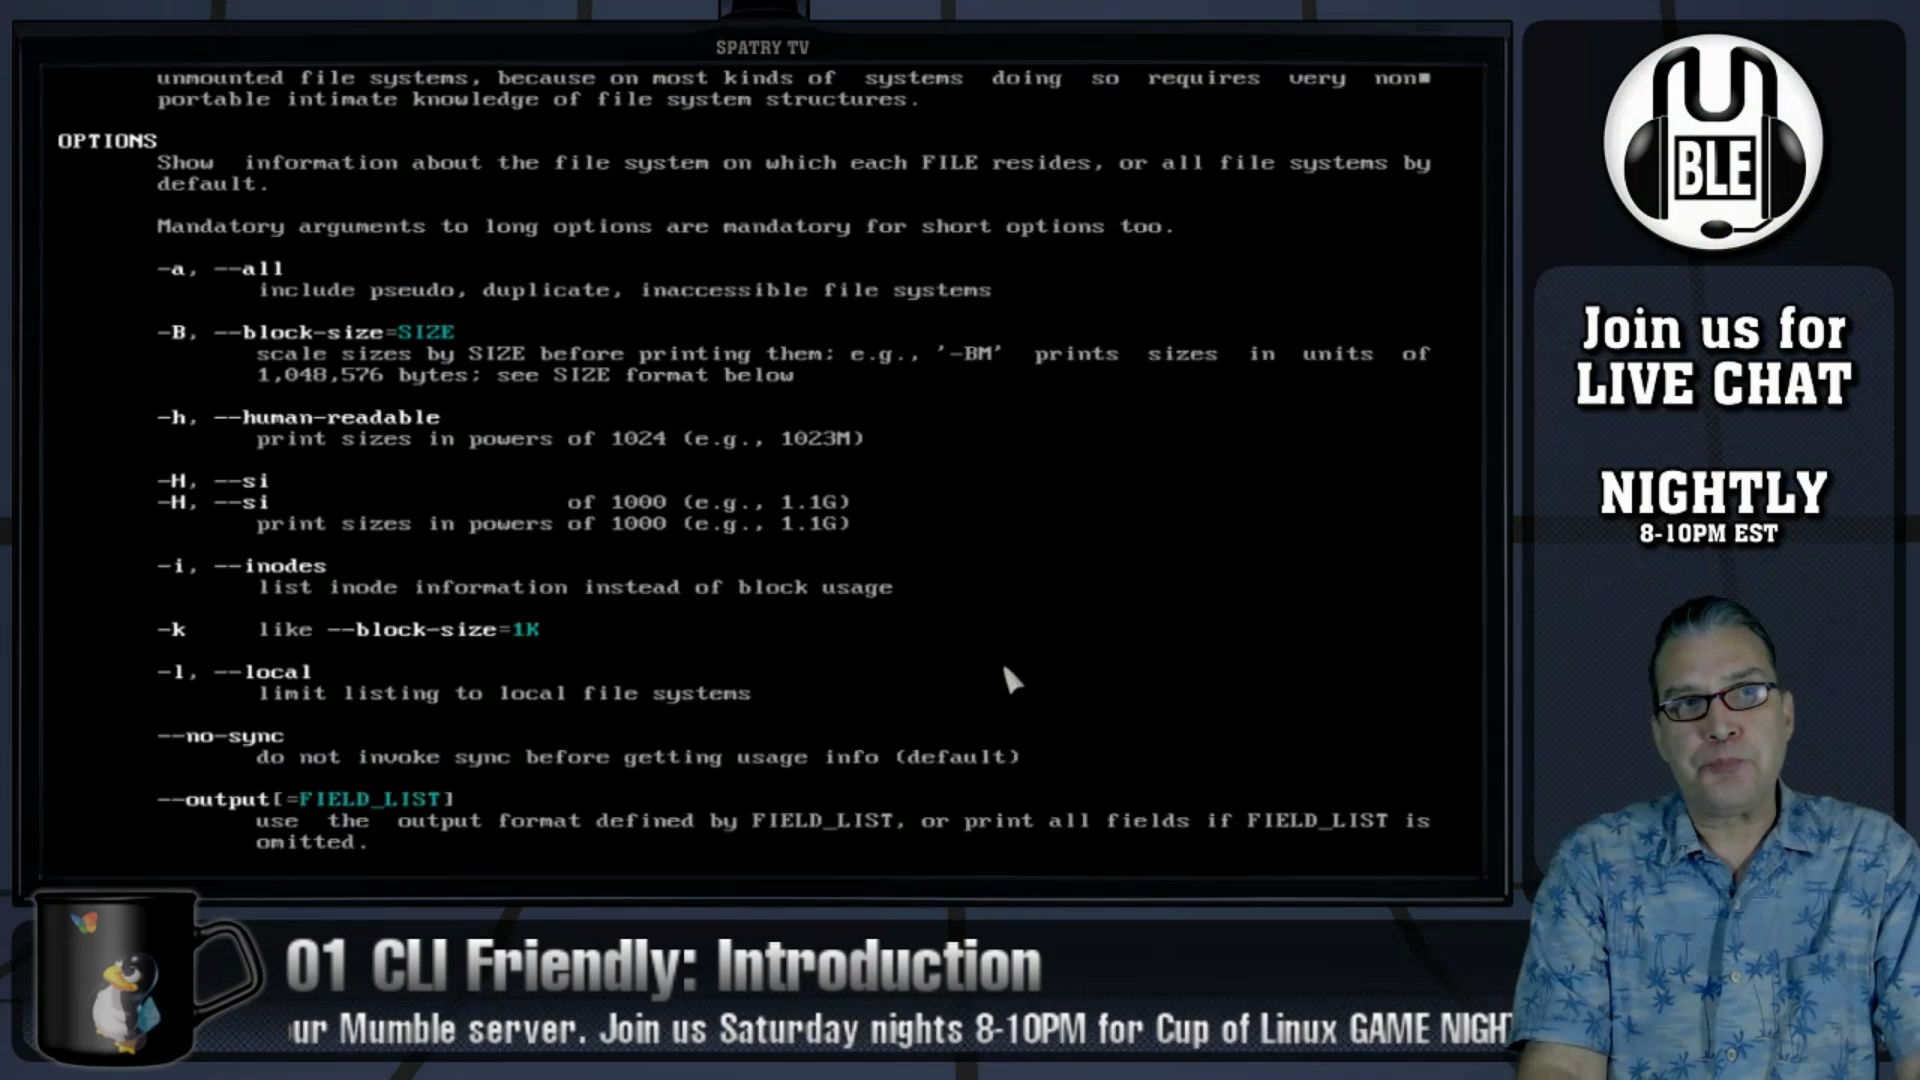 SPATRY TV
unmounted file systems, because on most kinds of systems doing so requires very non■
portable intimate knowledge of file system structures.
OPTIONS
Show information about the file system on which each FILE resides, or all file systems by
default.
Mandatory arguments to long options are mandatory for short options too.
-a, --all
include pseudo, duplicate, inaccessible file systems
-B, --block-size=SIZE
scale sizes by SIZE before printing them; e.g., '-BM' prints sizes in units of
1,048,576 bytes; see SIZE format below
-h, --human-readable
print sizes in powers of 1024 (e.g., 1023M)
-H, --si
-H, --si of 1000 (e.g., 1.1G)
print sizes in powers of 1000 (e.g., 1.1G)
-i, --inodes
list inode information instead of block usage
-k like --block-size=1K
-l, --local
limit listing to local file systems
--no-sync
do not invoke sync before getting usage info (default)
--output[=FIELD_LIST]
use the output format defined by FIELD_LIST, or print all fields if FIELD_LIST is
omitted.
BLE
Join us for
LIVE CHAT
NIGHTLY
8-10PM EST
01 CLI Friendly: Introduction
ur Mumble server. Join us Saturday nights 8-10PM for Cup of Linux GAME NIGHT